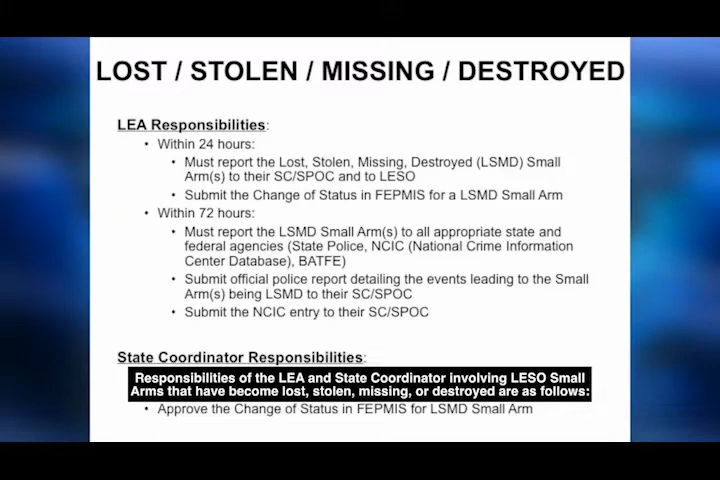 LOST / STOLEN / MISSING / DESTROYED
LEA Responsibilities:
• Within 24 hours:
• Must report the Lost, Stolen, Missing, Destroyed (LSMD) Small
Arm(s) to their SC/SPOC and to LESO
• Submit the Change of Status in FEPMIS for a LSMD Small Arm
• Within 72 hours:
• Must report the LSMD Small Arm(s) to all appropriate state and
federal agencies (State Police, NCIC (National Crime Information
Center Database), BATFE)
• Submit official police report detailing the events leading to the Small
Arm(s) being LSMD to their SC/SPOC
• Submit the NCIC entry to their SC/SPOC
State Coordinator Responsibilities:
Responsibilities of the LEA and State Coordinator involving LESO Small
Arms that have become lost, stolen, missing, or destroyed are as follows:
• Approve the Change of Status in FEPMIS for LSMD Small Arm